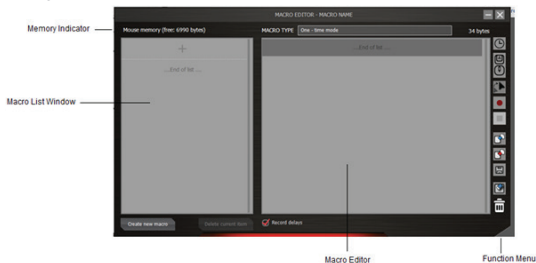 MACRO EDITOR - MACRO NAME
Memory Indicator
Mouse memory (free: 6990 bytes)
MACRO TYPE
One - time mode
34 bytes
...End of list ...
...End of list ...
Macro List Window
Create new macro
Delete current item
Record delays
Macro Editor
Function Menu